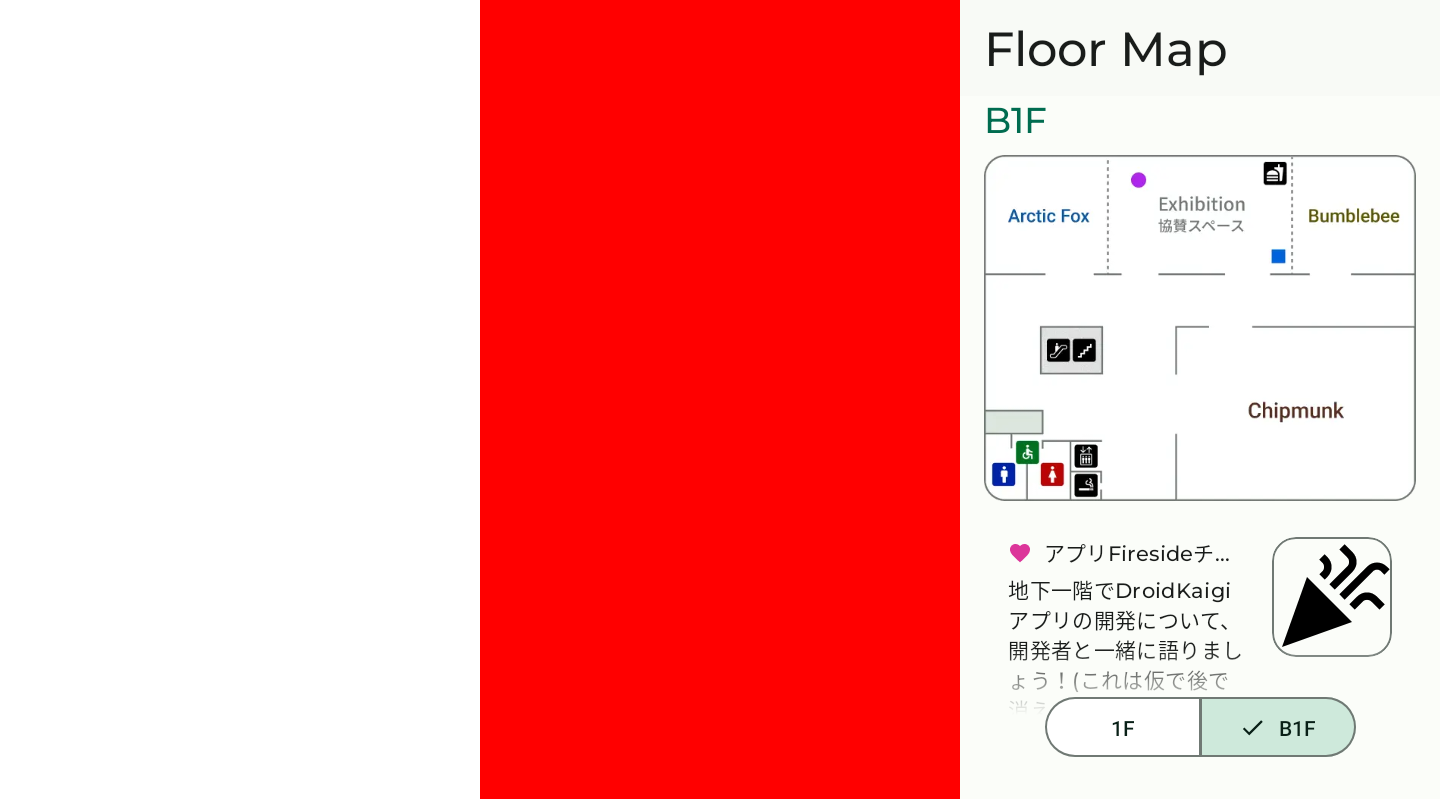 Floor Map
B1F
Arctic Fox
Exhibition
協賛スペース
Bumblebee
Chipmunk
アプリFiresideチ...
地下一階でDroidKaigi
アプリの開発について、
開発者と一緒に語りまし
ょう！(これは仮で後で
消え
1F
B1F